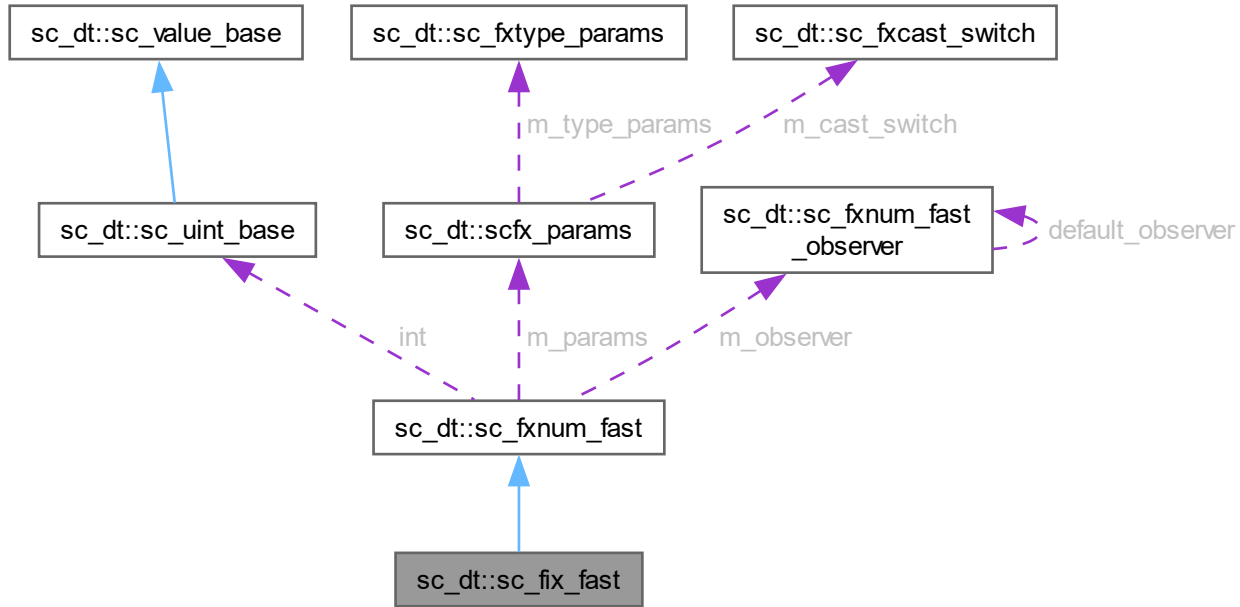 sc_dt::sc_value_base
sc_dt::sc_fxtype_params
sc_dt::sc_fxcast_switch
m_type_params
m_cast_switch
sc_dt::sc_uint_base
sc_dt::scfx_params
sc_dt::sc_fxnum_fast
_observer
default_observer
int
m_params
m_observer
sc_dt::sc_fxnum_fast
sc_dt::sc_fix_fast